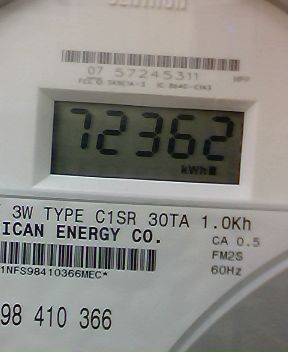 07 57245311
72362
kWh
3W TYPE C1SR 30TA 1.0Kh
ICAN ENERGY CO.
CA 0.5
FM2S
60Hz
1NFS98410366MEC*
98 410 366